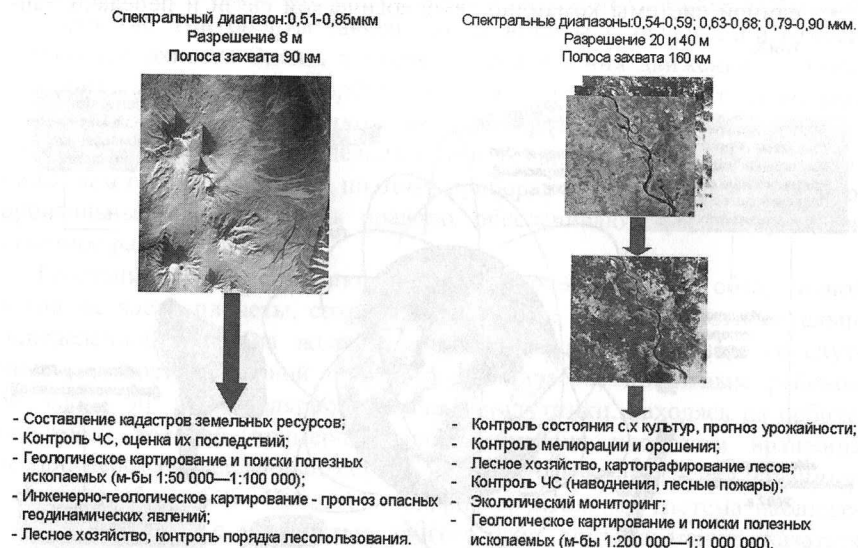 Спектральный диапазон:0,51-0,85мкм
Разрешение 8 м
Полоса захвата 90 км
Спектральные диапазоны:0,54-0,59; 0,63-0,68; 0,79-0,90 мкм.
Разрешение 20 и 40 м
Полоса захвата 160 км
- Составление кадастров земельных ресурсов;
- Контроль ЧС, оценка их последствий;
- Геологическое картирование и поиски полезных
ископаемых (м-бы 1:50 000—1:100 000);
- Инженерно-геологическое картирование - прогноз опасных
геодинамических явлений;
- Лесное хозяйство, контроль порядка лесопользования.
- Контроль состояния с.х культур, прогноз урожайности;
- Контроль мелиорации и орошения;
- Лесное хозяйство, картографирование лесов;
- Контроль ЧС (наводнения, лесные пожары);
- Экологический мониторинг;
- Геологическое картирование и поиски полезных
ископаемых (м-бы 1:200 000—1:1 000 000).